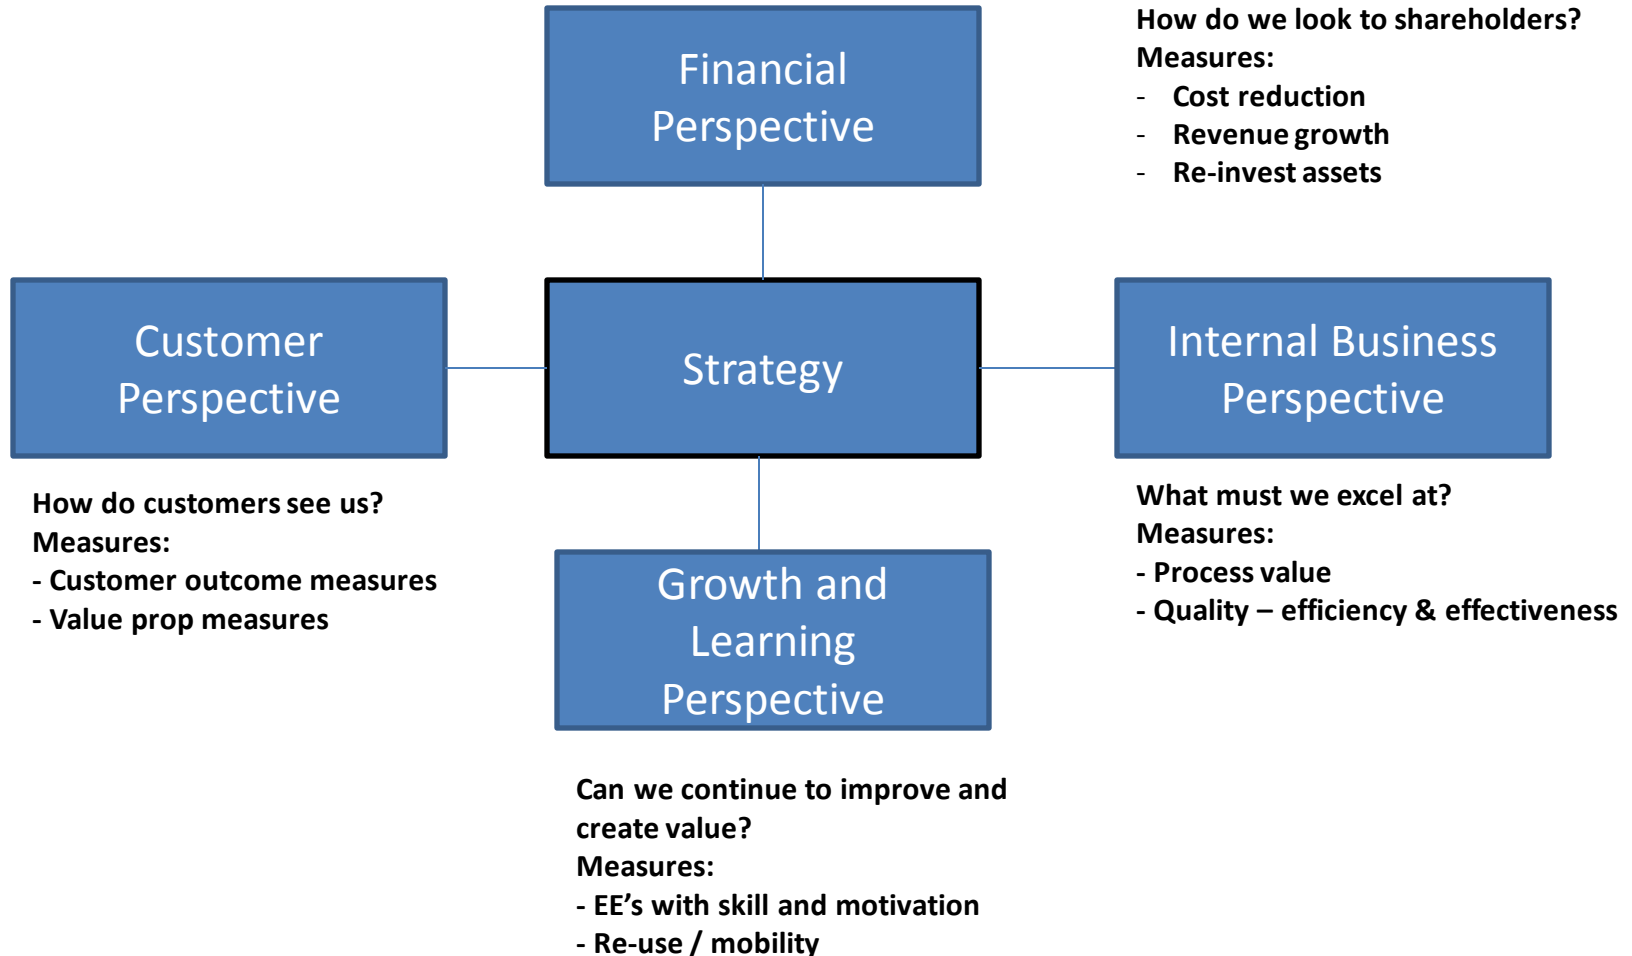 Financial
Perspective
How do we look to shareholders?
Measures:
- Cost reduction
- Revenue growth
- Re-invest assets
Customer
Perspective
Strategy
Internal Business
Perspective
How do customers see us?
Measures:
- Customer outcome measures
- Value prop measures
What must we excel at?
Measures:
- Process value
- Quality – efficiency & effectiveness
Growth and
Learning
Perspective
Can we continue to improve and
create value?
Measures:
- EE’s with skill and motivation
- Re-use / mobility